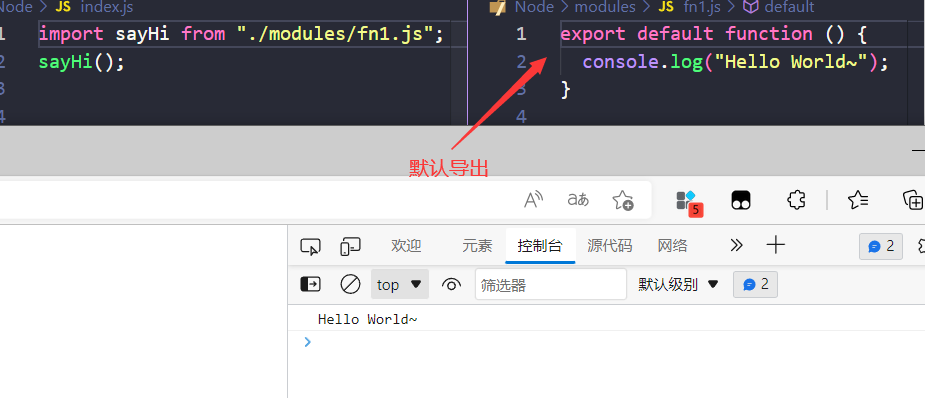 Node > JS index.js
Node > modules > JS fn1.js > default
1 import sayHi from "./modules/fn1.js";
2 sayHi();
3
4
1 export default function () {
2 console.log("Hello World~");
3 }
4
默认导出
A aあ 5
欢迎 元素 控制台 源代码 网络 2
top 筛选器 默认级别 2
Hello World~